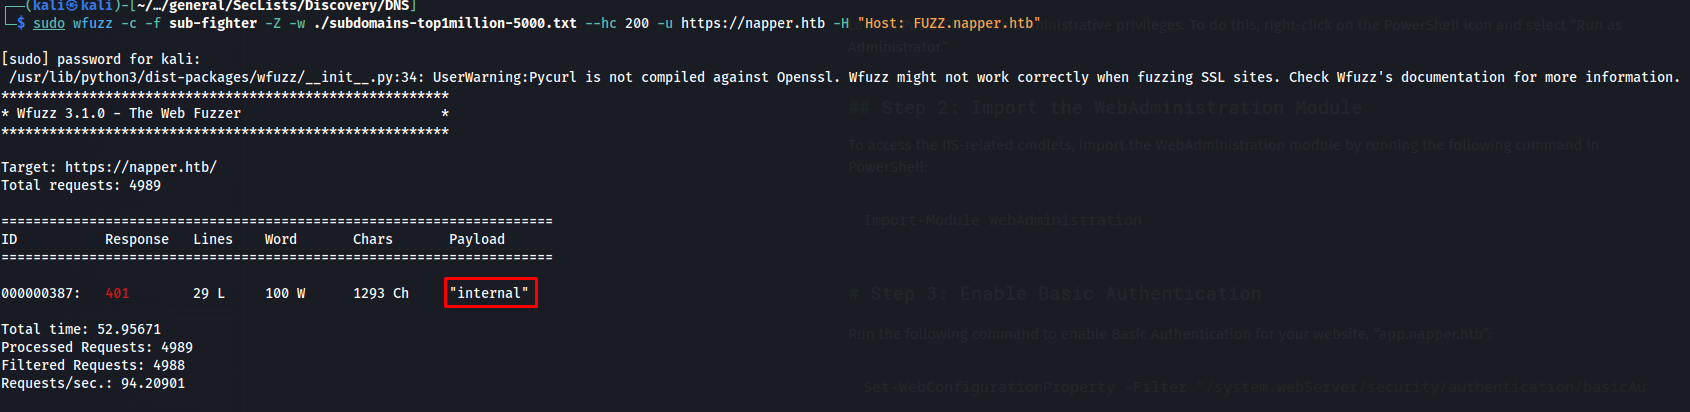 ┌──(kali㉿kali)-[~/…/general/SecLists/Discovery/DNS]
└─$ sudo wfuzz -c -f sub-fighter -Z -w ./subdomains-top1million-5000.txt --hc 200 -u https://napper.htb -H "Host: FUZZ.napper.htb"
administrative privileges. To do this, right-click on the PowerShell icon and select "Run as
Administrator."
[sudo] password for kali:
/usr/lib/python3/dist-packages/wfuzz/__init__.py:34: UserWarning:Pycurl is not compiled against Openssl. Wfuzz might not work correctly when fuzzing SSL sites. Check Wfuzz's documentation for more information.
********************************************************
* Wfuzz 3.1.0 - The Web Fuzzer                         *
********************************************************
## Step 2: Import the WebAdministration Module
To access the IIS-related cmdlets, import the WebAdministration module by running the following command in
PowerShell:
Target: https://napper.htb/
Total requests: 4989
Import-Module WebAdministration
=====================================================================
ID           Response   Lines    Word       Chars       Payload
=====================================================================
000000387:   401        29 L     100 W      1293 Ch     "internal"
# Step 3: Enable Basic Authentication
Run the following command to enable Basic Authentication for your website, "app.napper.htb":
Total time: 52.95671
Processed Requests: 4989
Filtered Requests: 4988
Requests/sec.: 94.20901
Set-WebConfigurationProperty -Filter "/system.webServer/security/authentication/basicAu